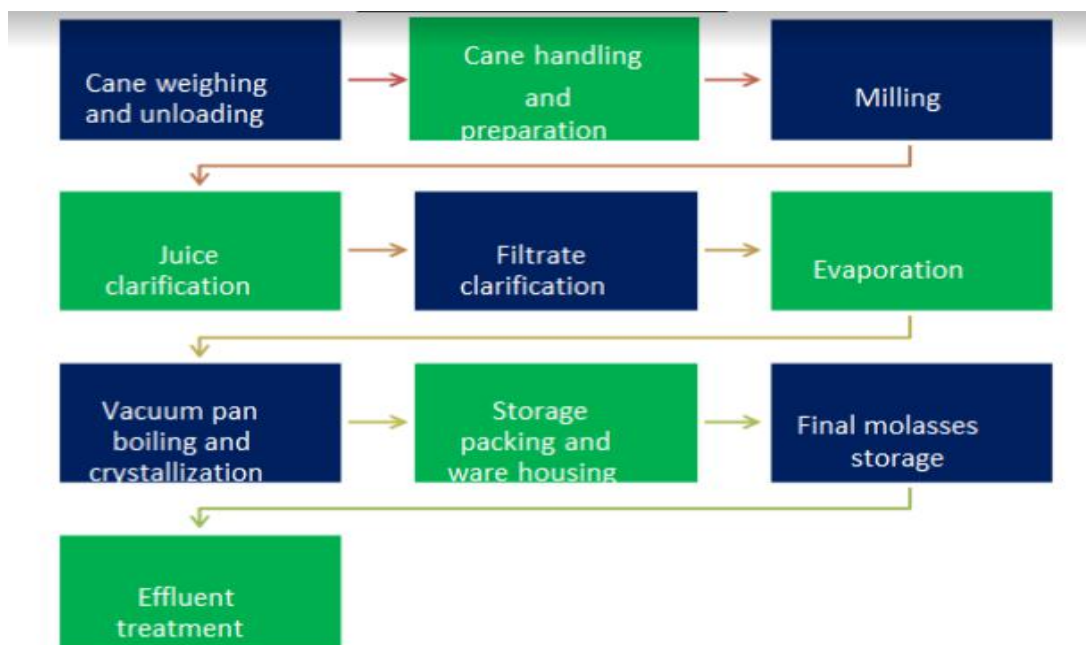 Cane weighing
and unloading
Cane handling
and
preparation
Milling
Juice
clarification
Filtrate
clarification
Evaporation
Vacuum pan
boiling and
crystallization
Storage
packing and
ware housing
Final molasses
storage
Effluent
treatment